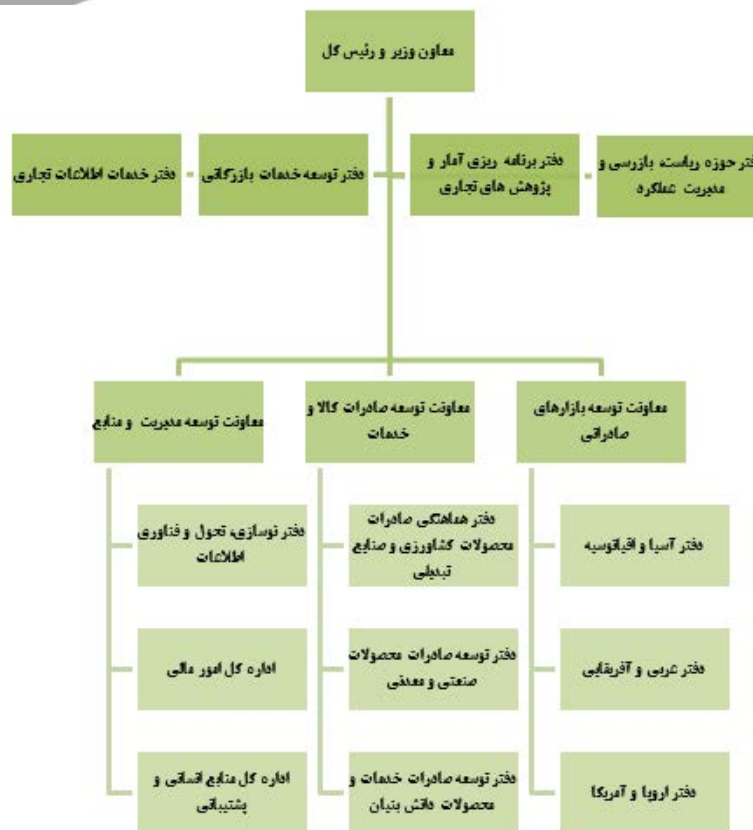 معاون وزیر و رئیس کل
دفتر حوزه ریاست، بازرسی و
مدیریت عملکرد
دفتر برنامه ریزی آمار و
پژوهش های تجاری
دفتر توسعه خدمات بازرگانی
دفتر خدمات اطلاعات تجاری
معاونت توسعه بازارهای
صادراتی
معاونت توسعه صادرات کالا و
خدمات
معاونت توسعه مدیریت و منابع
دفتر آسیا و اقیانوسیه
دفتر عربی و آفریقایی
دفتر اروپا و آمریکا
دفتر هماهنگی صادرات
محصولات کشاورزی و صنایع
تبدیلی
دفتر توسعه صادرات محصولات
صنعتی و معدنی
دفتر توسعه صادرات خدمات و
محصولات دانش بنیان
دفتر نوسازی، تحول و فناوری
اطلاعات
اداره کل امور مالی
اداره کل منابع انسانی و
پشتیبانی